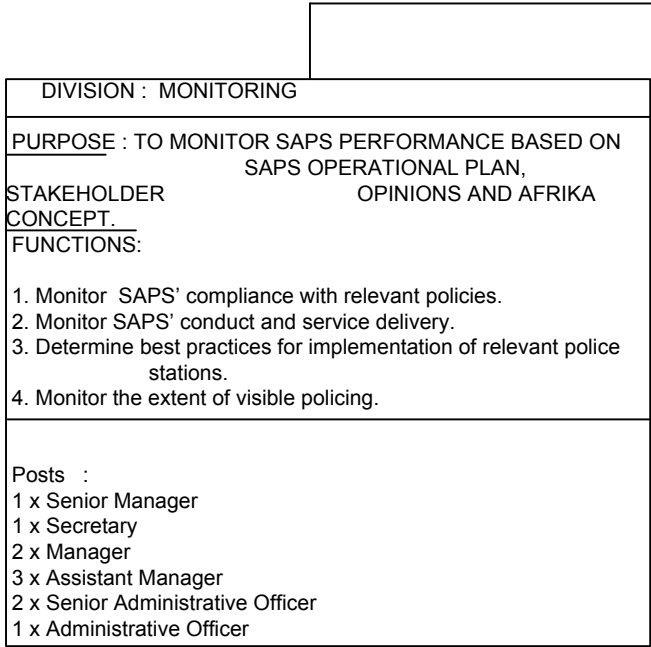 DIVISION : MONITORING
PURPOSE : TO MONITOR SAPS PERFORMANCE BASED ON
SAPS OPERATIONAL PLAN,
STAKEHOLDER OPINIONS AND AFRIKA
CONCEPT.
FUNCTIONS:
1. Monitor SAPS’ compliance with relevant policies.
2. Monitor SAPS’ conduct and service delivery.
3. Determine best practices for implementation of relevant police
stations.
4. Monitor the extent of visible policing.
Posts :
1 x Senior Manager
1 x Secretary
2 x Manager
3 x Assistant Manager
2 x Senior Administrative Officer
1 x Administrative Officer